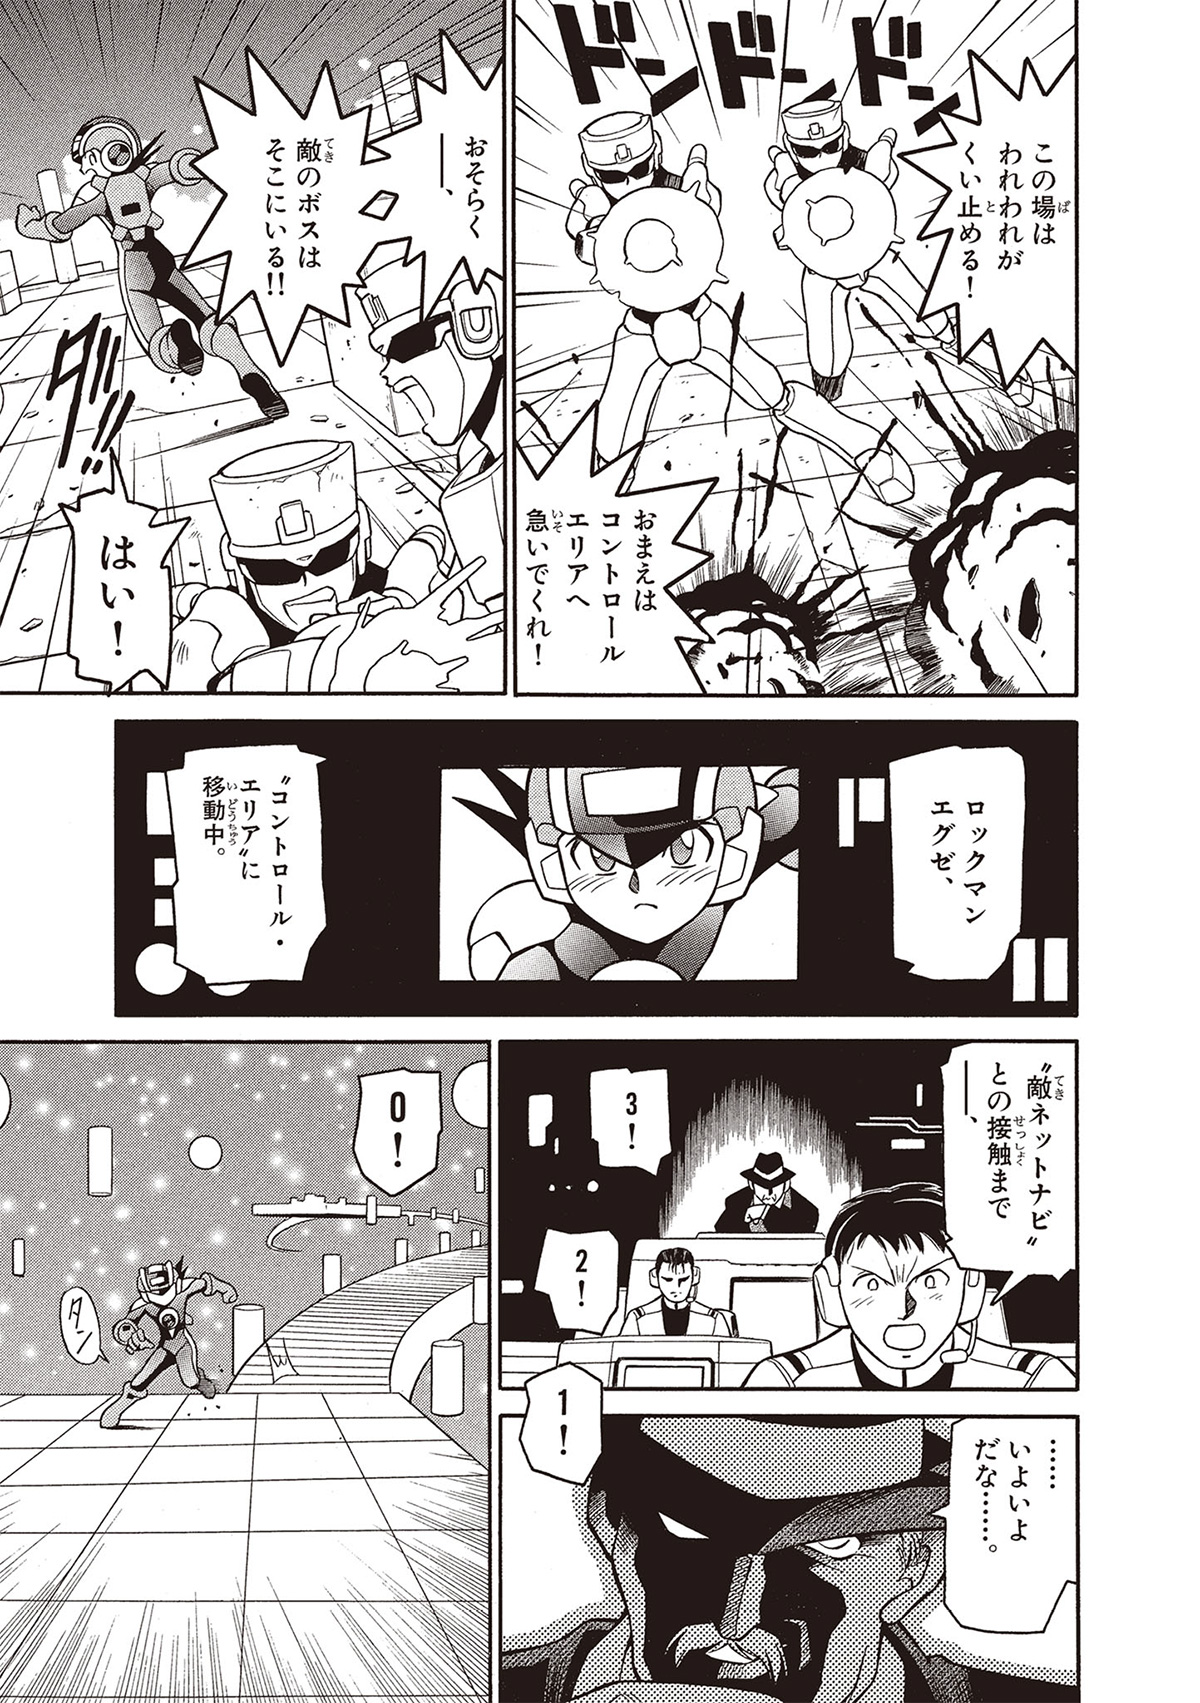 ドンドンドン
この場は
われわれが
くい止める！
おまえは
コントロール
エリアへ
急いでくれ！
おそらく
──、
敵のボスは
そこにいる!!
ダ!!
はい！
ロックマン
エグゼ、
〝コントロール・
エリア〟に
移動中。
〝敵ネットナビ〟
との接触まで
──、
3！
2！
1！
……
いよいよ
だな……。
0！
タン